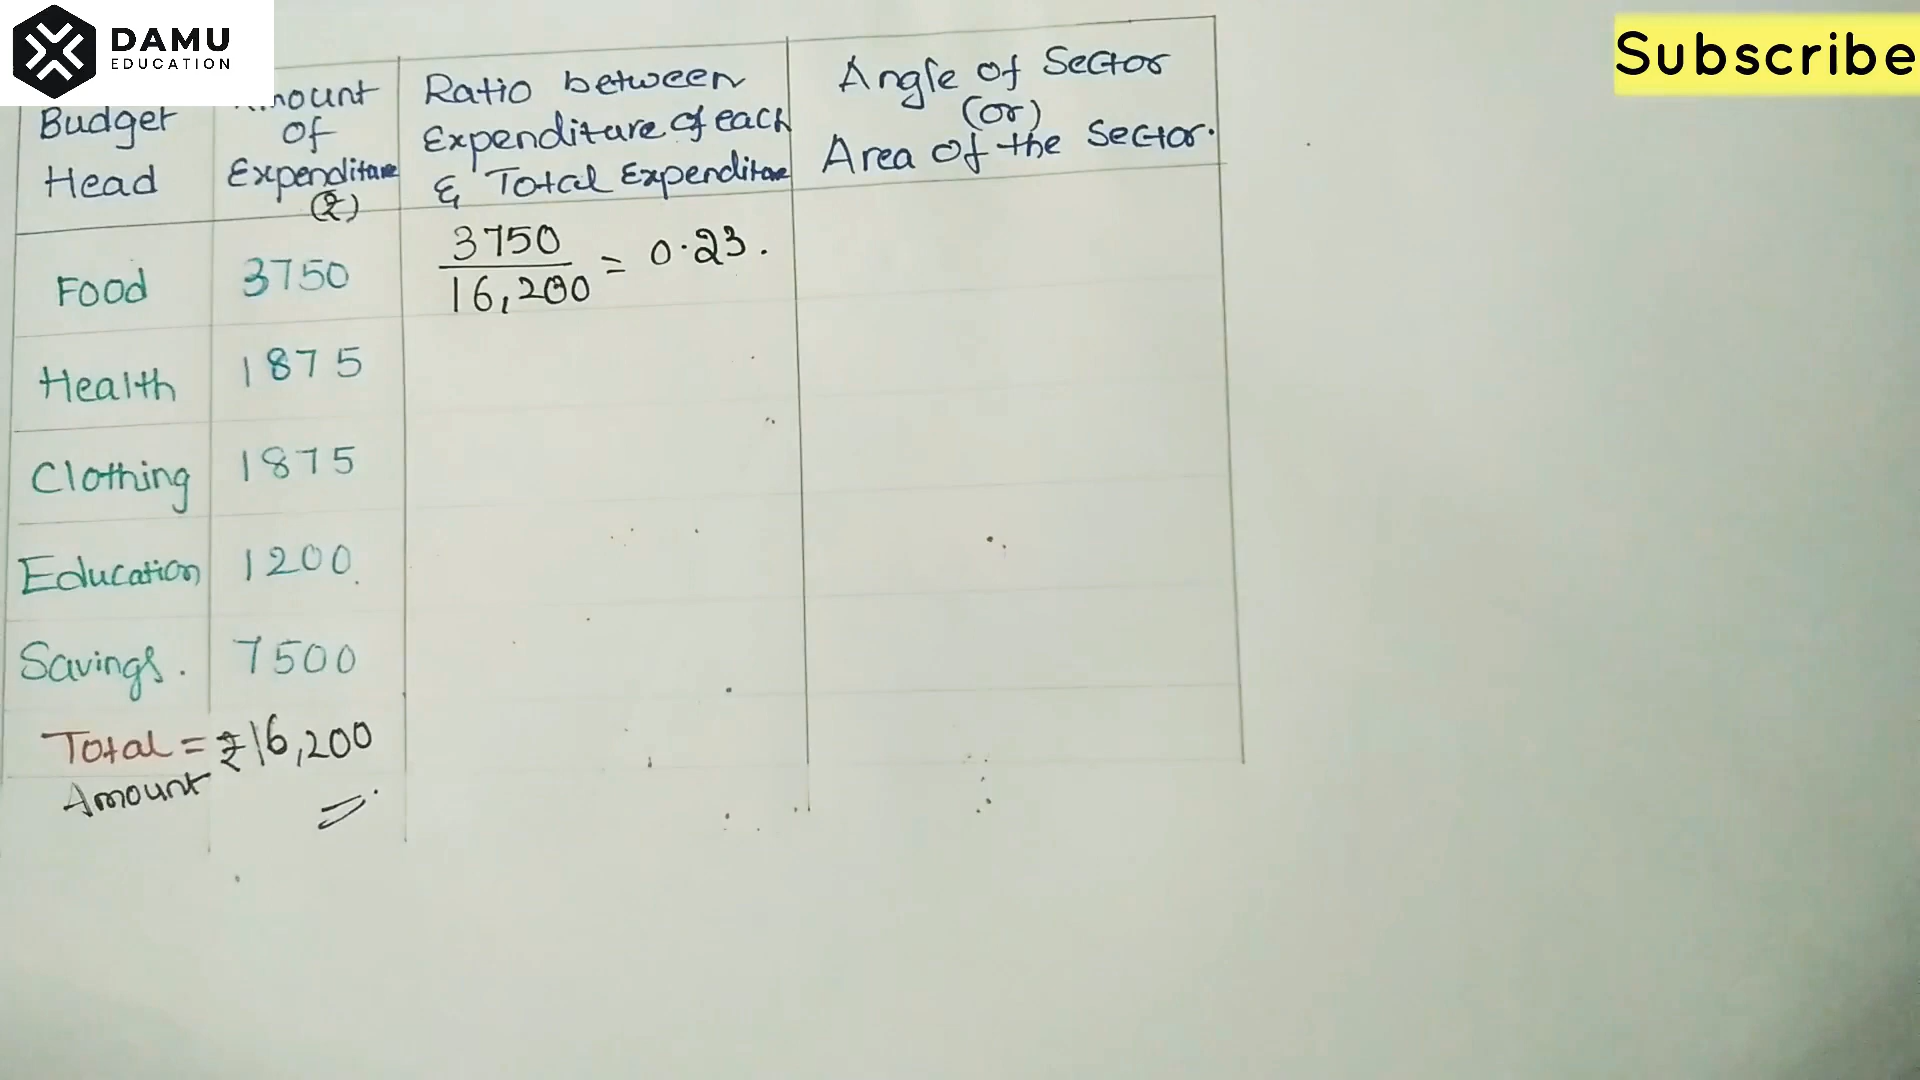 DAMU
EDUCATION
Subscribe
Budget
Head
of
Expenditure
(₹)
Ratio between
Expenditure of each
& Total Expenditure
Angle of Sector
(or)
Area of the Sector.
Food 3750 3750/16,200 = 0.23.
Health 1875
Clothing 1875
Education 1200
Savings. 7500
Total = ₹16,200
Amount